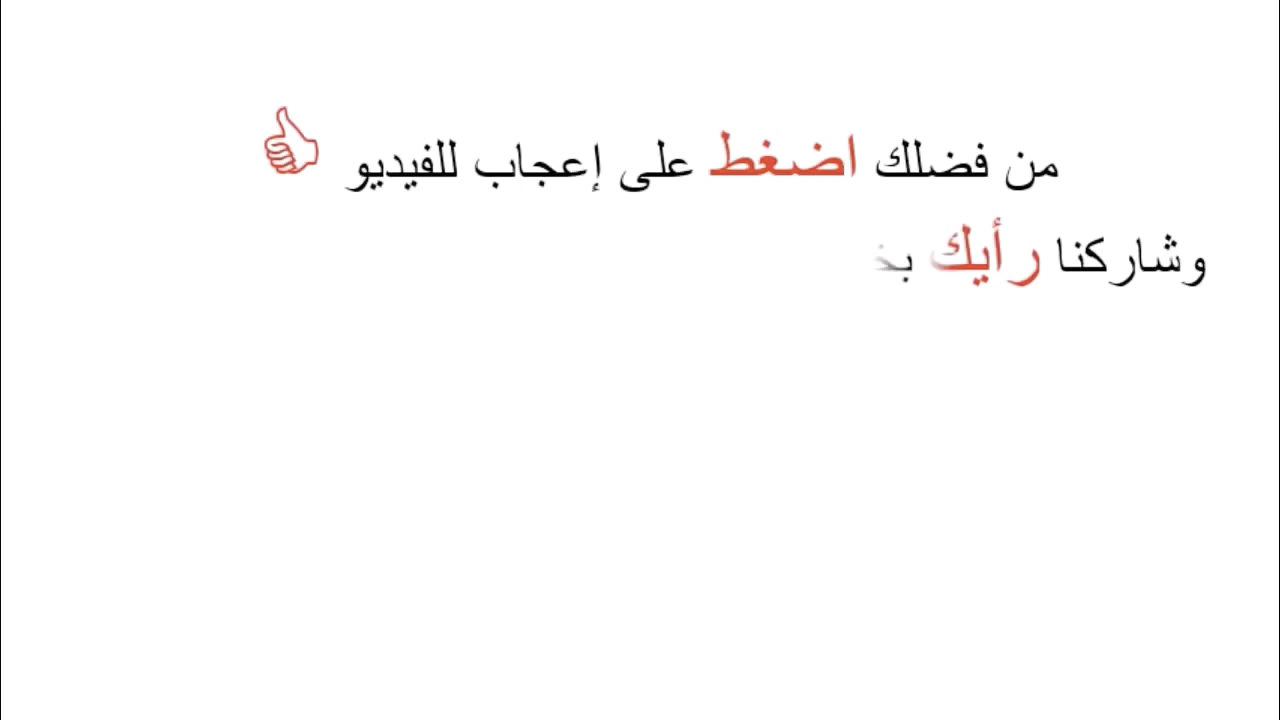 من فضلك اضغط على إعجاب للفيديو
وشاركنا رأيك